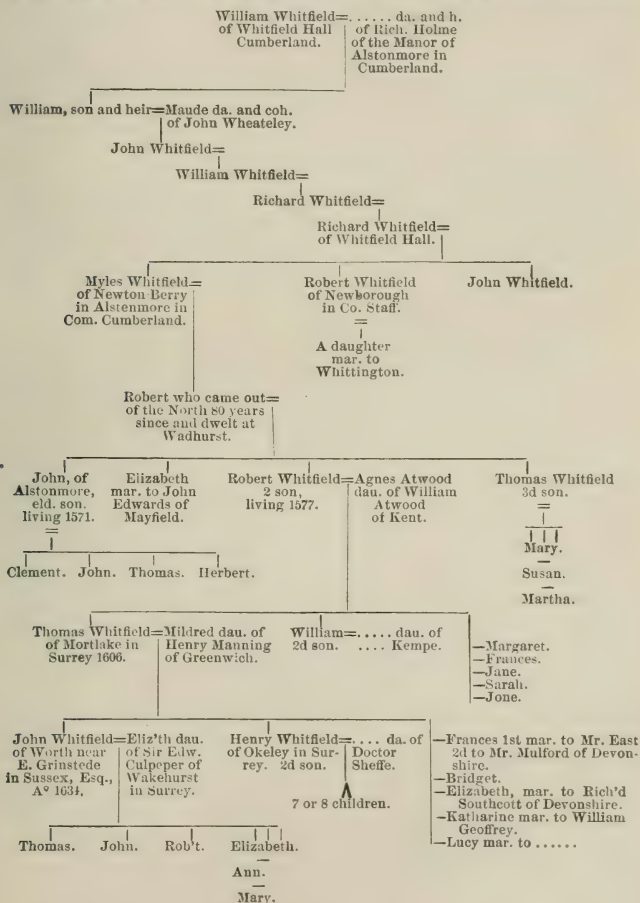 William Whitfield=...... da. and h.
of Whitfield Hall of Rich. Holme
Cumberland. of the Manor of
Alstonmore in
Cumberland.
William, son and heir=Maude da. and coh.
of John Wheateley.
John Whitfield=
William Whitfield=
Richard Whitfield=
Richard Whitfield=
of Whitfield Hall.
Myles Whitfield=
of Newton Berry
in Alstenmore in
Com. Cumberland.
Robert Whitfield
of Newborough
in Co. Staff.
=
A daughter
mar. to
Whittington.
John Whitfield.
Robert who came out=
of the North 80 years
since and dwelt at
Wadhurst.
John, of
Alstonmore,
eld. son.
living 1571.
=
Elizabeth
mar. to John
Edwards of
Mayfield.
Robert Whitfield=Agnes Atwood
2 son, dau. of William
living 1577. Atwood
of Kent.
Thomas Whitfield
3d son.
=
Mary.
—
Susan.
—
Martha.
Clement. John. Thomas. Herbert.
Thomas Whitfield=Mildred dau. of
of Mortlake in Henry Manning
Surrey 1606. of Greenwich.
William=..... dau. of
2d son. .... Kempe.
—Margaret.
—Frances.
—Jane.
—Sarah.
—Jone.
John Whitfield=Eliz'th dau.
of Worth near of Sir Edw.
E. Grinstede Culpeper of
in Sussex, Esq., Wakehurst
Aº 1634. in Surrey.
Henry Whitfield=.... da. of
of Okeley in Sur- Doctor
rey. 2d son. Sheffe.
7 or 8 children.
—Frances 1st mar. to Mr. East
2d to Mr. Mulford of Devon-
shire.
—Bridget.
—Elizabeth, mar. to Rich'd
Southcott of Devonshire.
—Katharine mar. to William
Geoffrey.
—Lucy mar. to ......
Thomas. John. Rob't. Elizabeth.
—
Ann.
—
Mary.